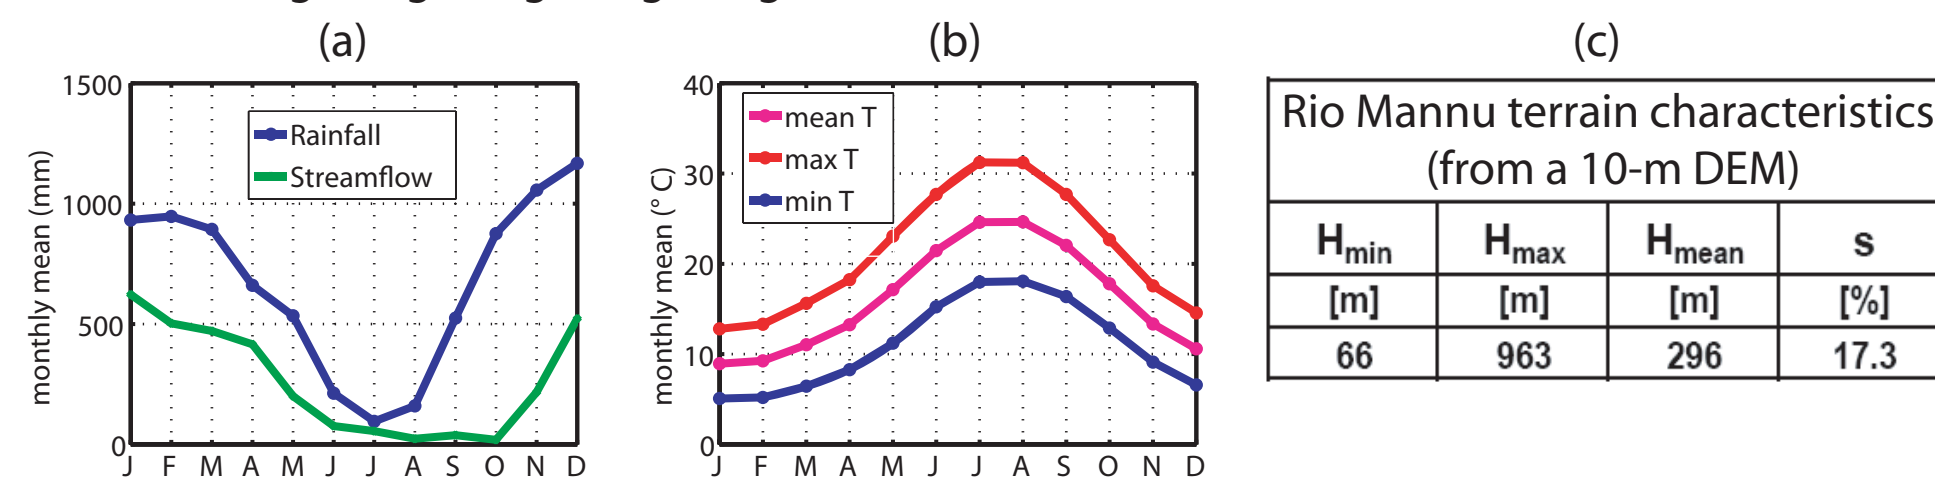 (a)
1500
1000
500
0
monthly mean (mm)
Rainfall
Streamflow
J F M A M J J A S O N D
(b)
40
30
20
10
0
monthly mean (° C)
mean T
max T
min T
J F M A M J J A S O N D
(c)
Rio Mannu terrain characteristics
(from a 10-m DEM)
Hmin Hmax Hmean s
[m] [m] [m] [%]
66 963 296 17.3